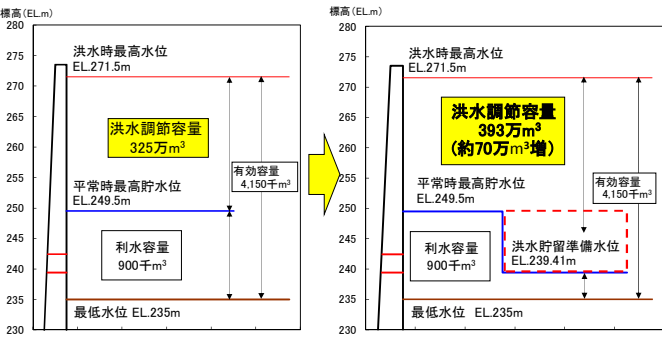 標高(EL.m)
280
275
270
265
260
255
250
245
240
235
230
洪水時最高水位
EL.271.5m
洪水調節容量
325万m³
有効容量
4,150千m³
平常時最高貯水位
EL.249.5m
利水容量
900千m³
最低水位 EL.235m
標高(EL.m)
280
275
270
265
260
255
250
245
240
235
230
洪水時最高水位
EL.271.5m
洪水調節容量
393万m³
(約70万m³増)
有効容量
4,150千m³
平常時最高貯水位
EL.249.5m
利水容量
900千m³
洪水貯留準備水位
EL.239.41m
最低水位 EL.235m